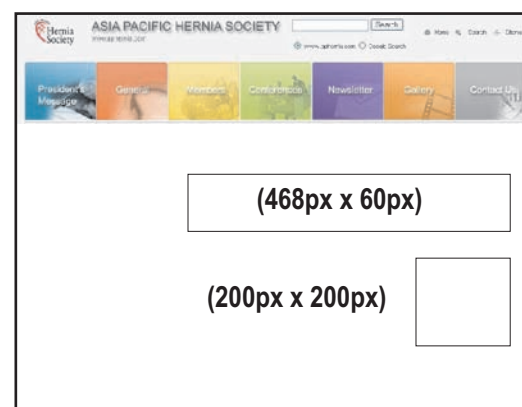 Hernia
Society
ASIA PACIFIC HERNIA SOCIETY
Search
Home Search
Search
President's
Message
General
Members
Conferences
Newsletter
Gallery
Contact Us
(468px x 60px)
(200px x 200px)